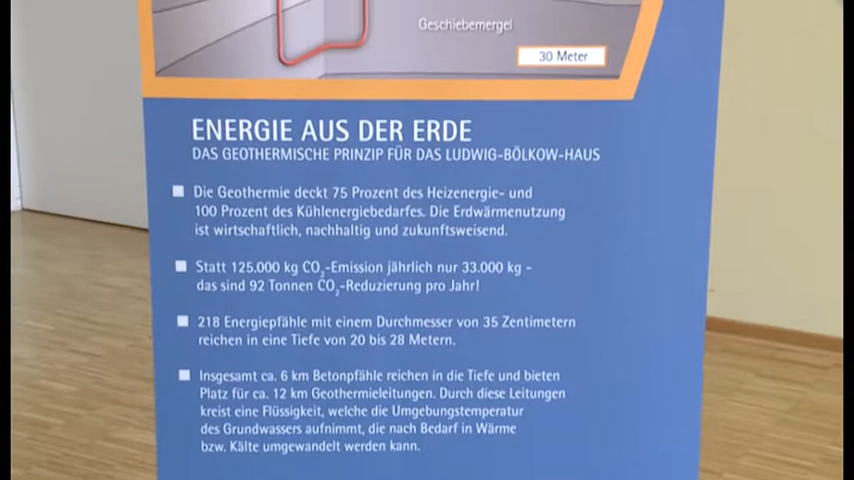 Geschiebemergel
30 Meter
ENERGIE AUS DER ERDE
DAS GEOTHERMISCHE PRINZIP FÜR DAS LUDWIG-BÖLKOW-HAUS
Die Geothermie deckt 75 Prozent des Heizenergie- und
100 Prozent des Kühlenergiebedarfes. Die Erdwärmenutzung
ist wirtschaftlich, nachhaltig und zukunftsweisend.
Statt 125.000 kg CO₂-Emission jährlich nur 33.000 kg -
das sind 92 Tonnen CO₂-Reduzierung pro Jahr!
218 Energiepfähle mit einem Durchmesser von 35 Zentimetern
reichen in eine Tiefe von 20 bis 28 Metern.
Insgesamt ca. 6 km Betonpfähle reichen in die Tiefe und bieten
Platz für ca. 12 km Geothermieleitungen. Durch diese Leitungen
kreist eine Flüssigkeit, welche die Umgebungstemperatur
des Grundwassers aufnimmt, die nach Bedarf in Wärme
bzw. Kälte umgewandelt werden kann.